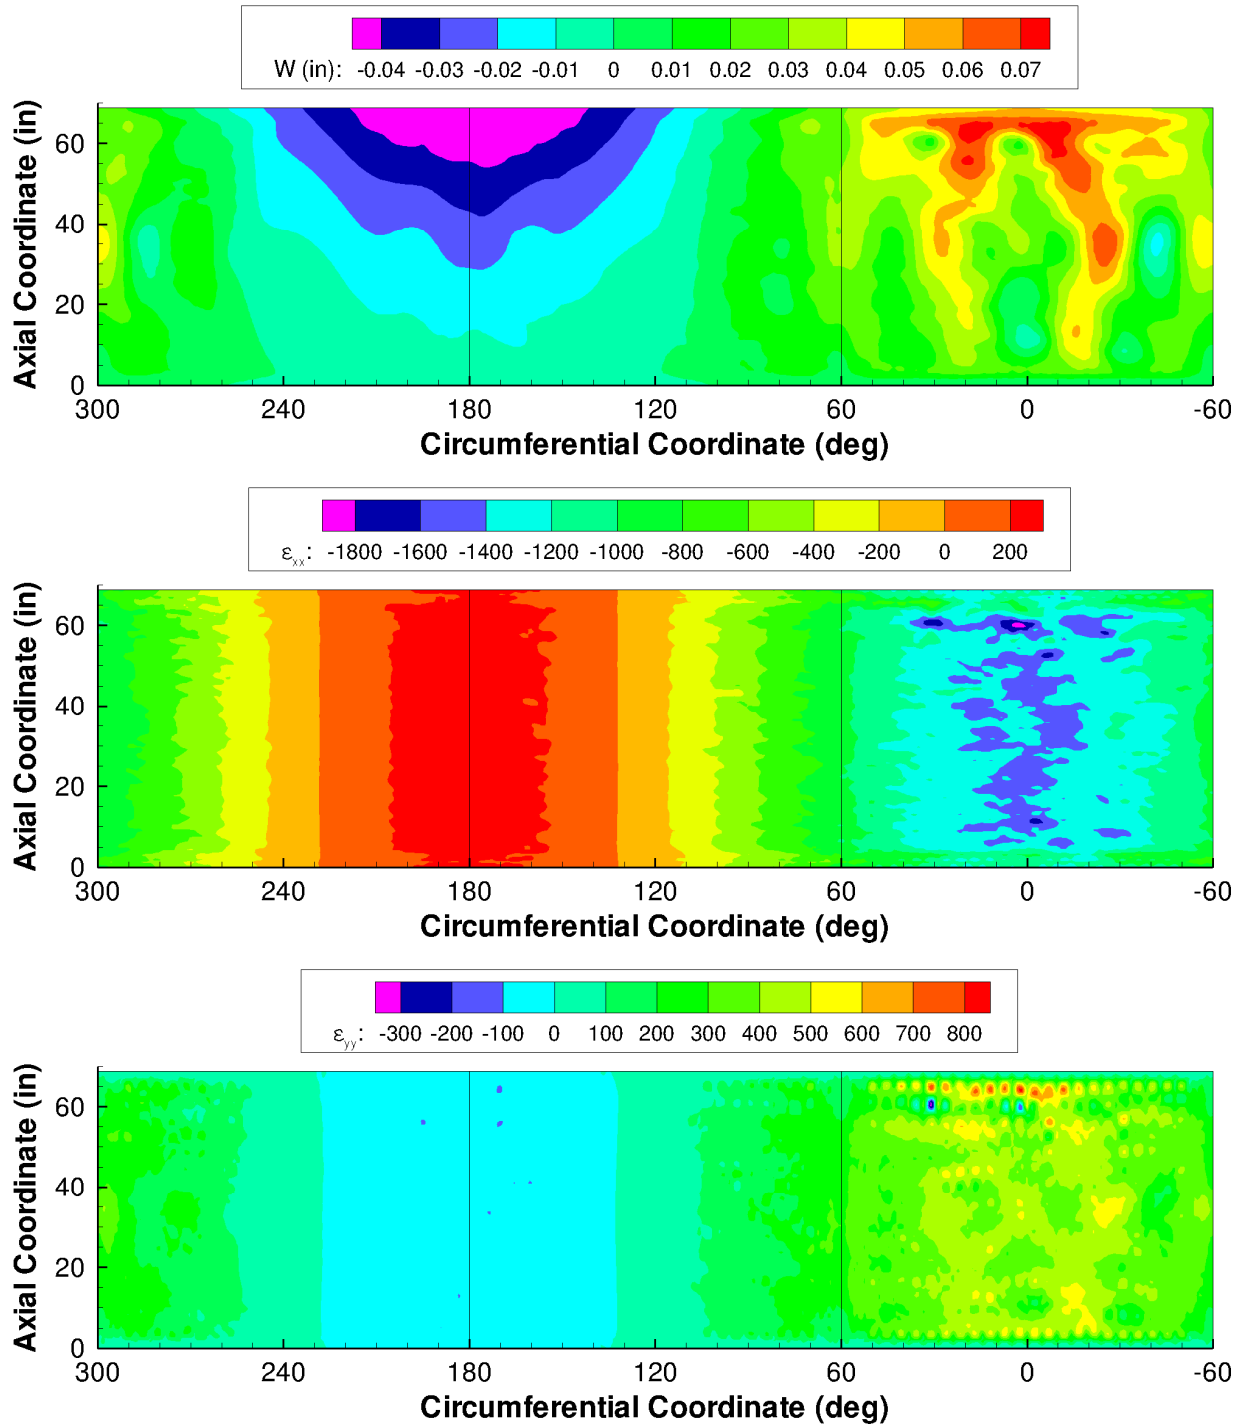 W (in): -0.04 -0.03 -0.02 -0.01 0 0.01 0.02 0.03 0.04 0.05 0.06 0.07
Axial Coordinate (in)
60
40
20
0
300 240 180 120 60 0 -60
Circumferential Coordinate (deg)
εxx: -1800 -1600 -1400 -1200 -1000 -800 -600 -400 -200 0 200
Axial Coordinate (in)
60
40
20
0
300 240 180 120 60 0 -60
Circumferential Coordinate (deg)
εyy: -300 -200 -100 0 100 200 300 400 500 600 700 800
Axial Coordinate (in)
60
40
20
0
300 240 180 120 60 0 -60
Circumferential Coordinate (deg)